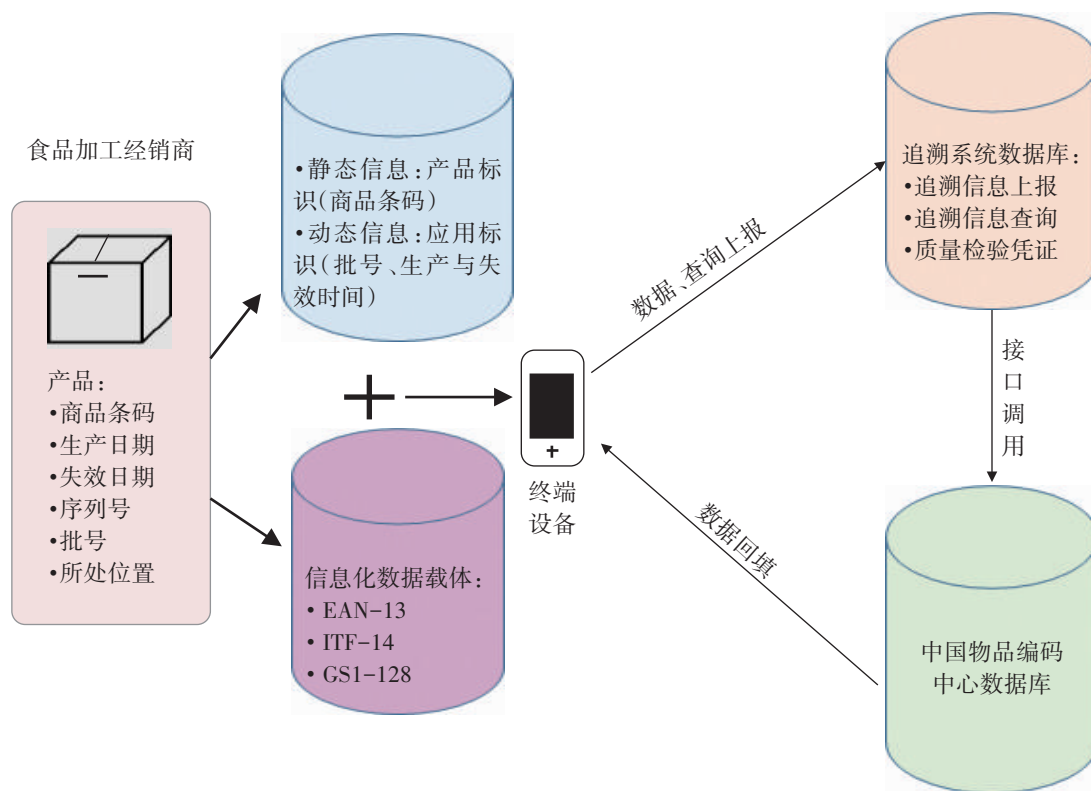 食品加工经销商
产品：
•商品条码
•生产日期
•失效日期
•序列号
•批号
•所处位置
•静态信息：产品标
识（商品条码）
•动态信息：应用标
识（批号、生产与失
效时间）
信息化数据载体：
• EAN-13
• ITF-14
• GS1-128
终端
设备
数据、查询上报
追溯系统数据库：
•追溯信息上报
•追溯信息查询
•质量检验凭证
接口调用
数据回填
中国物品编码
中心数据库